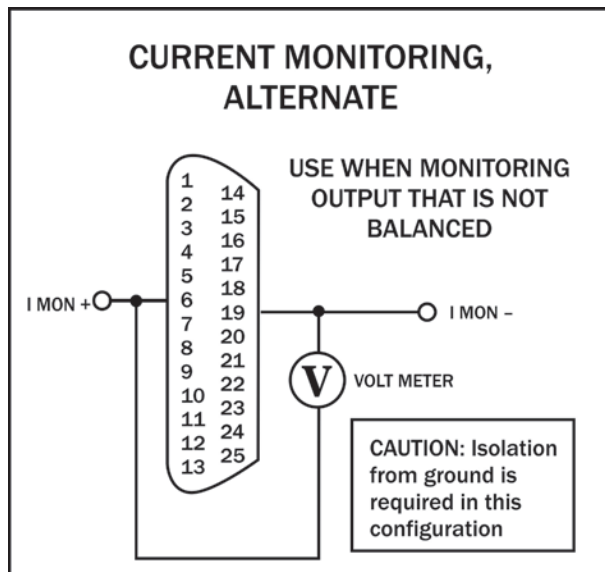 CURRENT MONITORING,
ALTERNATE
USE WHEN MONITORING
OUTPUT THAT IS NOT
BALANCED
1
2
3
4
5
6
7
8
9
10
11
12
13
14
15
16
17
18
19
20
21
22
23
24
25
I MON +
I MON –
V
VOLT METER
CAUTION: Isolation
from ground is
required in this
configuration